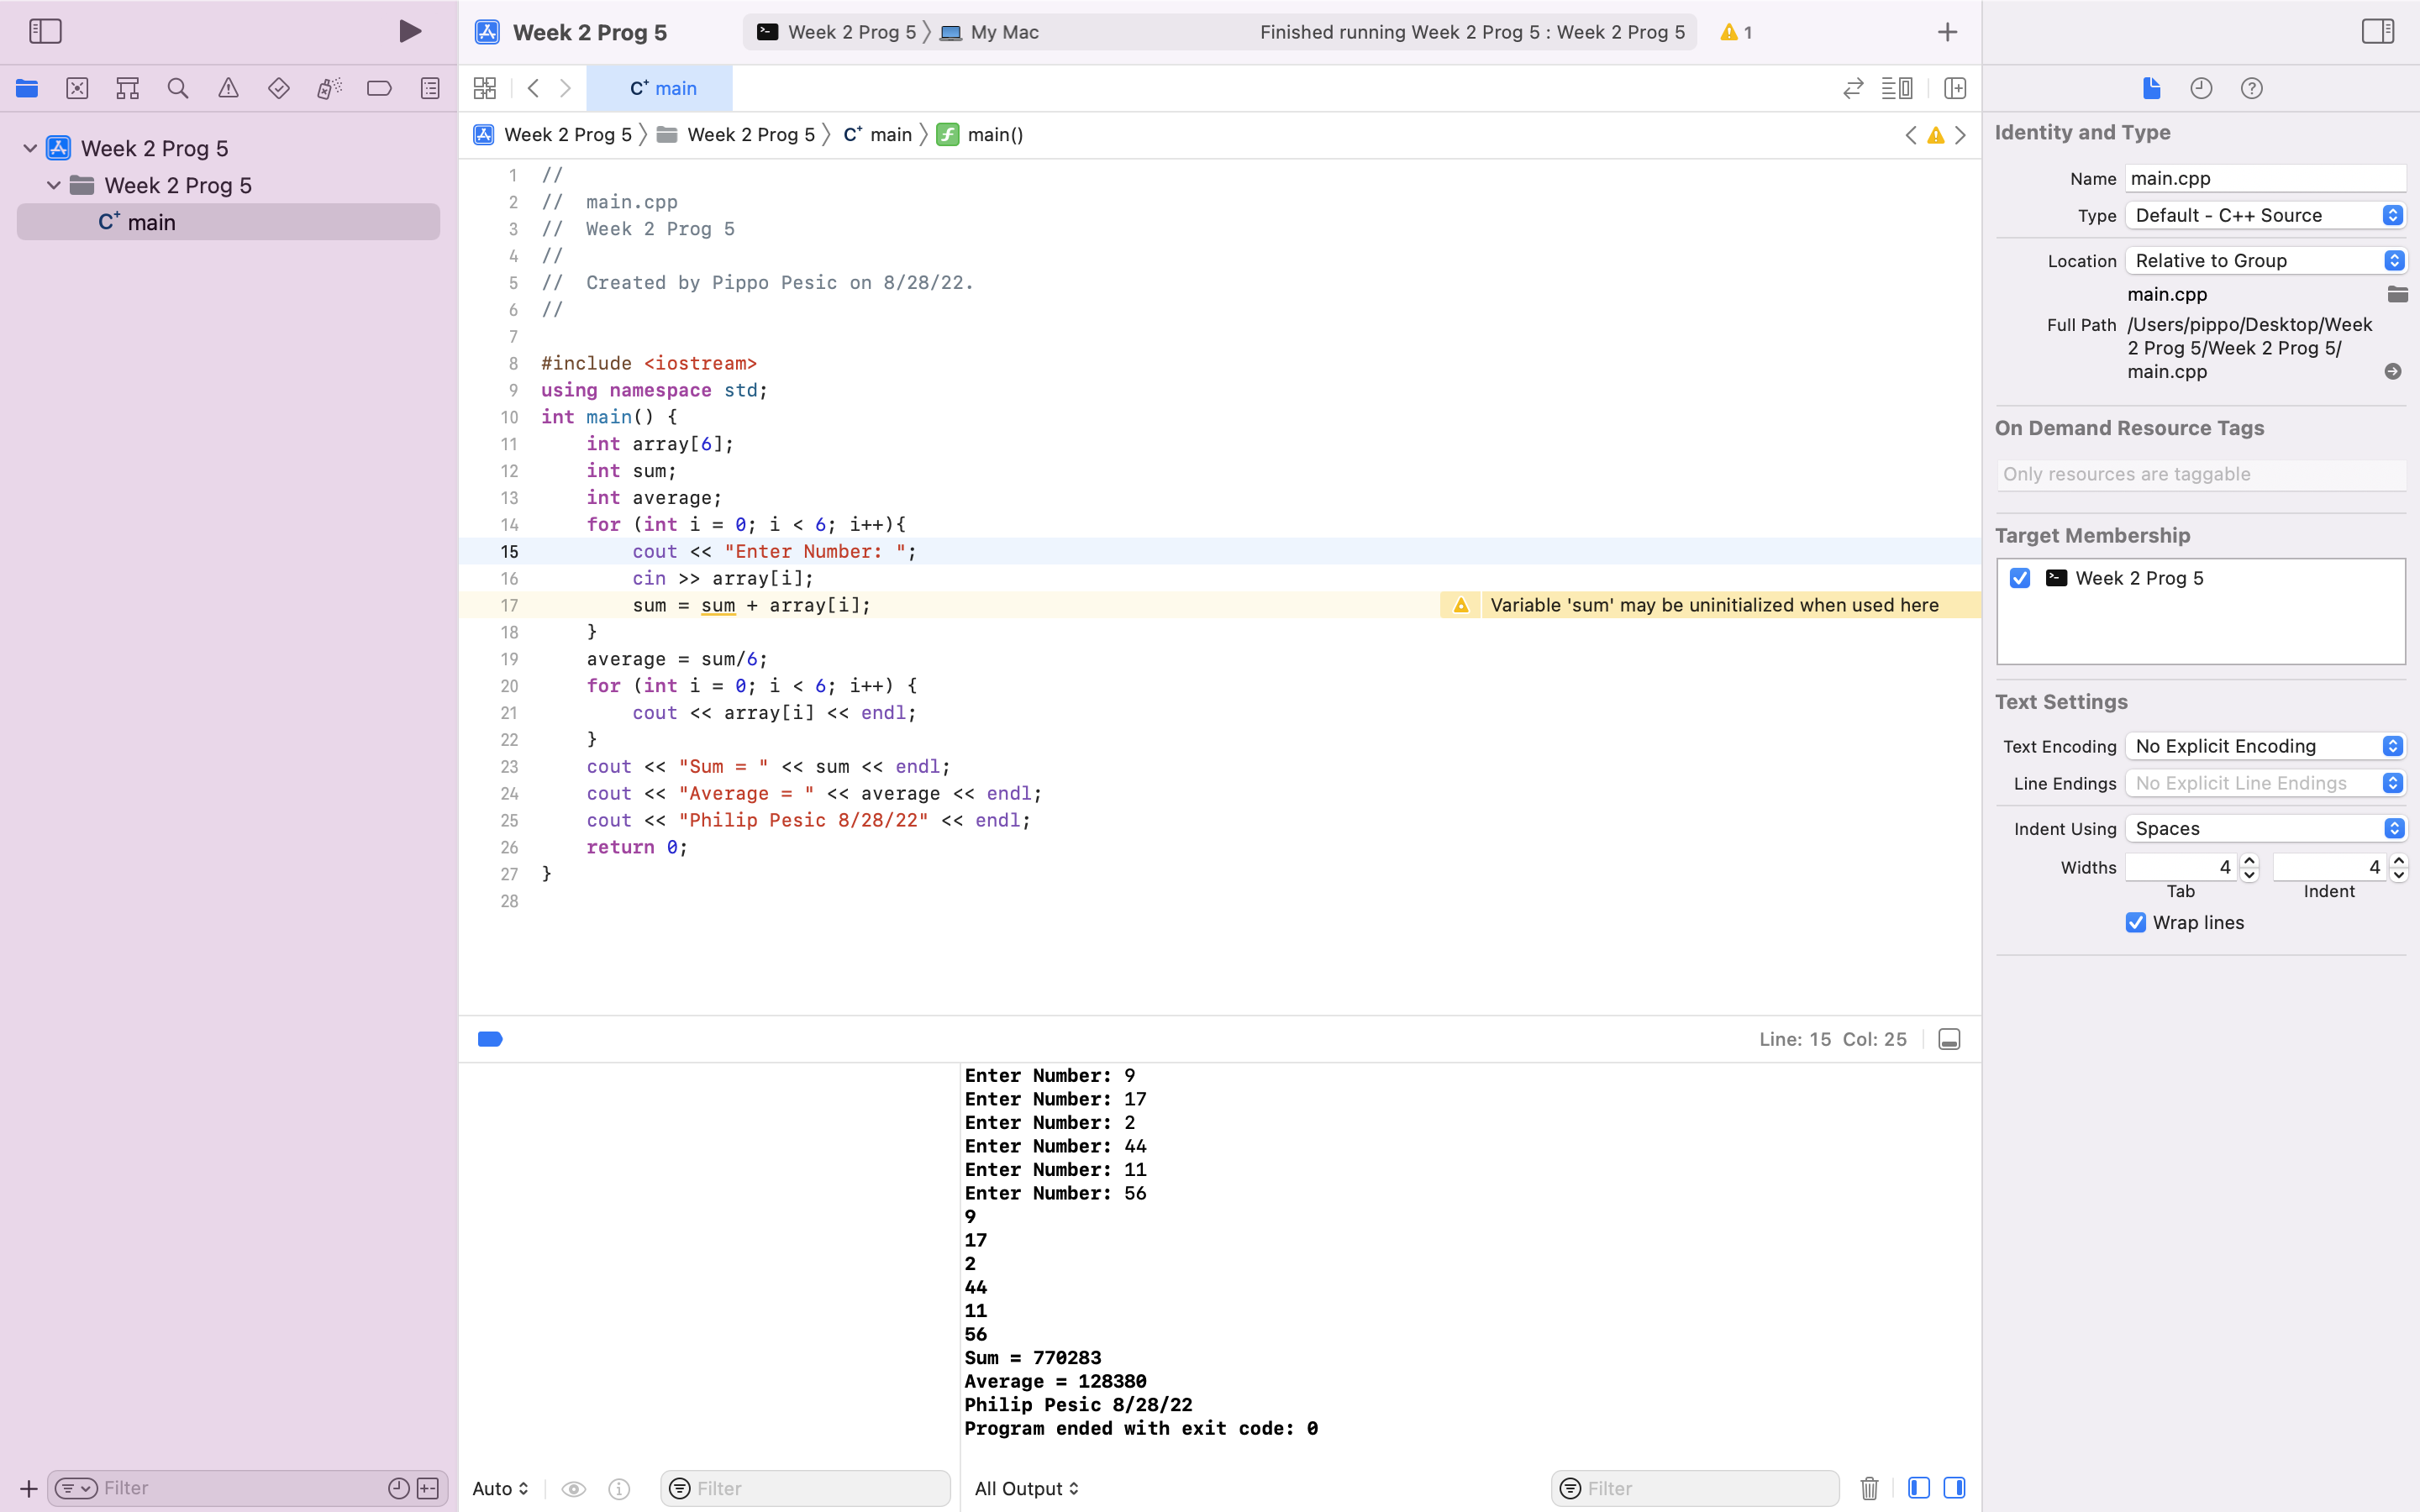 Week 2 Prog 5
Week 2 Prog 5 〉 My Mac
Finished running Week 2 Prog 5 : Week 2 Prog 5
1
C+ main
Week 2 Prog 5 〉 Week 2 Prog 5 〉 C+ main 〉 f main()
Week 2 Prog 5
Week 2 Prog 5
C+ main
1 //
2 //  main.cpp
3 //  Week 2 Prog 5
4 //
5 //  Created by Pippo Pesic on 8/28/22.
6 //
7
8 #include <iostream>
9 using namespace std;
10 int main() {
11     int array[6];
12     int sum;
13     int average;
14     for (int i = 0; i < 6; i++){
15         cout << "Enter Number: ";
16         cin >> array[i];
17         sum = sum + array[i];
Variable 'sum' may be uninitialized when used here
18     }
19     average = sum/6;
20     for (int i = 0; i < 6; i++) {
21         cout << array[i] << endl;
22     }
23     cout << "Sum = " << sum << endl;
24     cout << "Average = " << average << endl;
25     cout << "Philip Pesic 8/28/22" << endl;
26     return 0;
27 }
28
Line: 15 Col: 25
Enter Number: 9
Enter Number: 17
Enter Number: 2
Enter Number: 44
Enter Number: 11
Enter Number: 56
9
17
2
44
11
56
Sum = 770283
Average = 128380
Philip Pesic 8/28/22
Program ended with exit code: 0
Filter
Auto
Filter
All Output
Filter
Identity and Type
Name main.cpp
Type Default - C++ Source
Location Relative to Group
main.cpp
Full Path /Users/pippo/Desktop/Week
2 Prog 5/Week 2 Prog 5/
main.cpp
On Demand Resource Tags
Only resources are taggable
Target Membership
Week 2 Prog 5
Text Settings
Text Encoding No Explicit Encoding
Line Endings No Explicit Line Endings
Indent Using Spaces
Widths 4 4
Tab Indent
Wrap lines